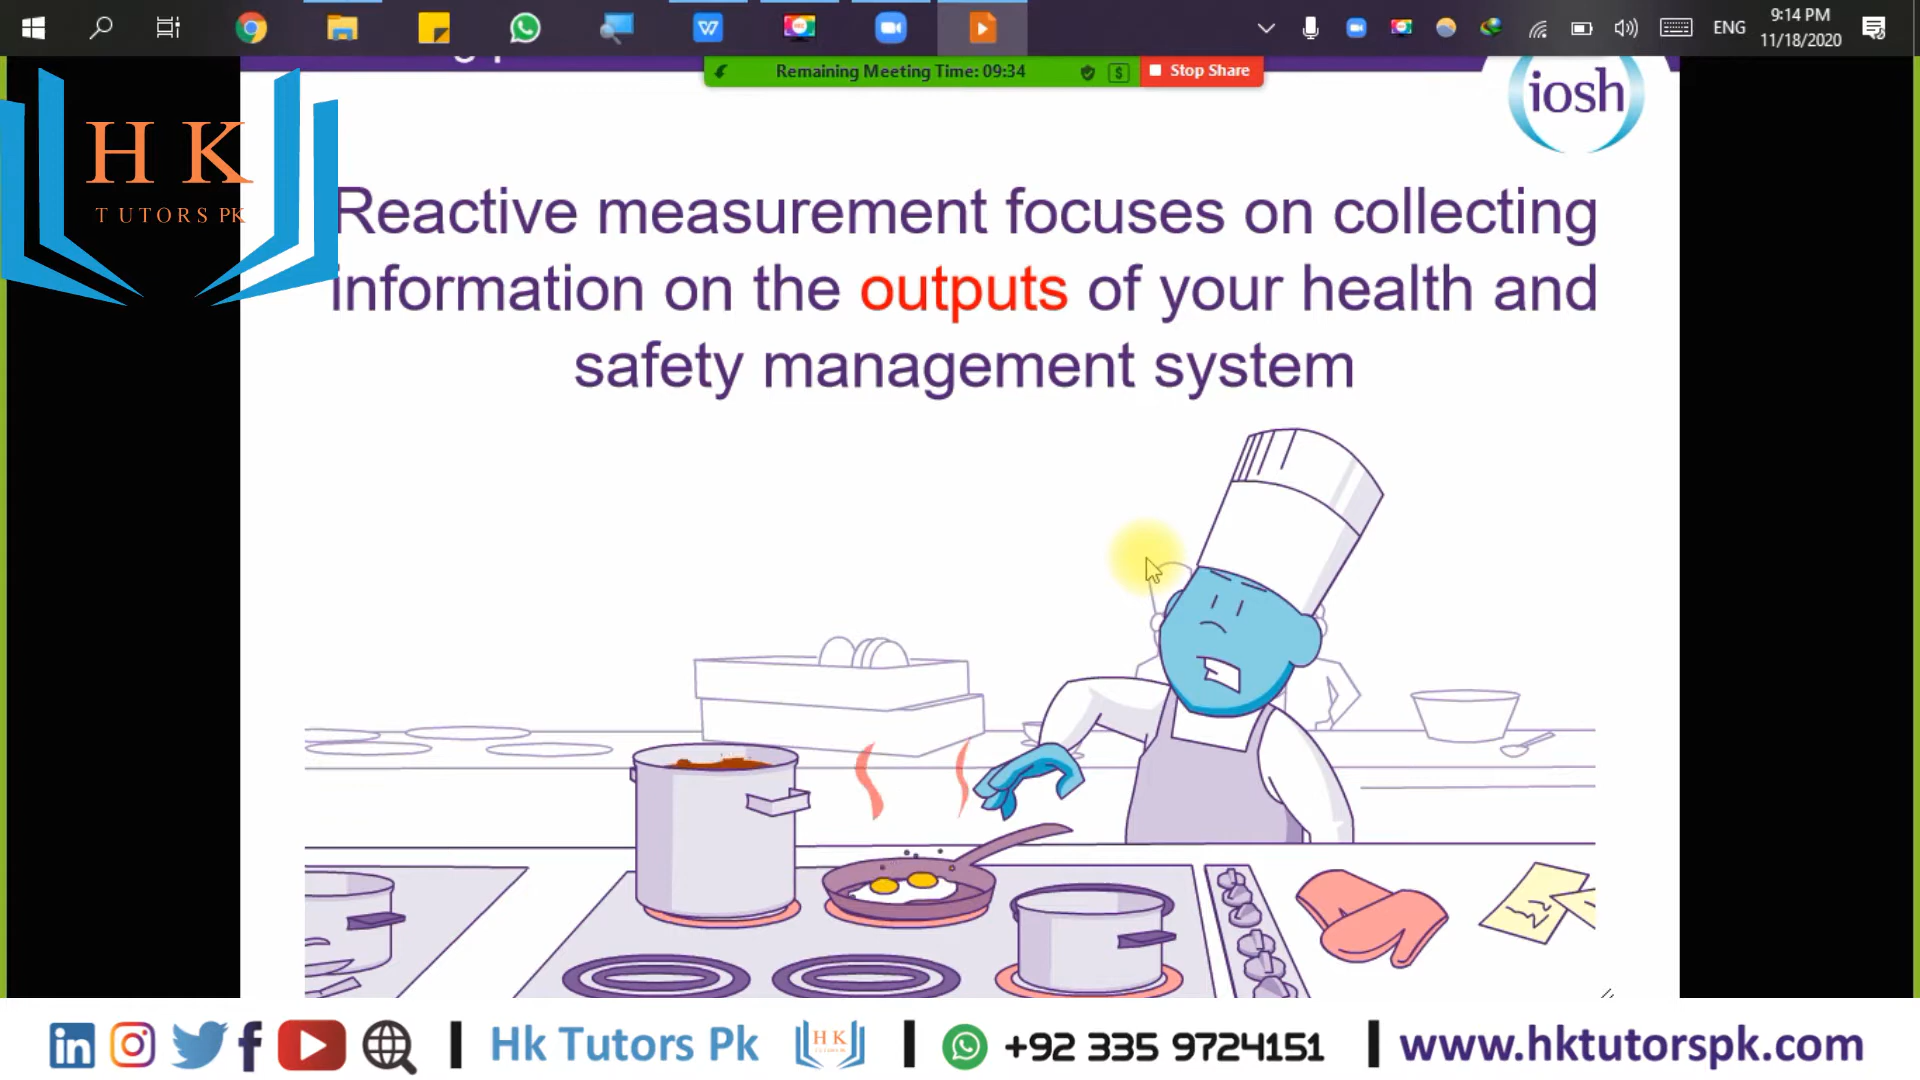 ENG
9:14 PM
11/18/2020
Remaining Meeting Time: 09:34
$
Stop Share
iosh
H K
TUTORS PK
Reactive measurement focuses on collecting
information on the outputs of your health and
safety management system
Hk Tutors Pk
H K
+92 335 9724151
www.hktutorspk.com